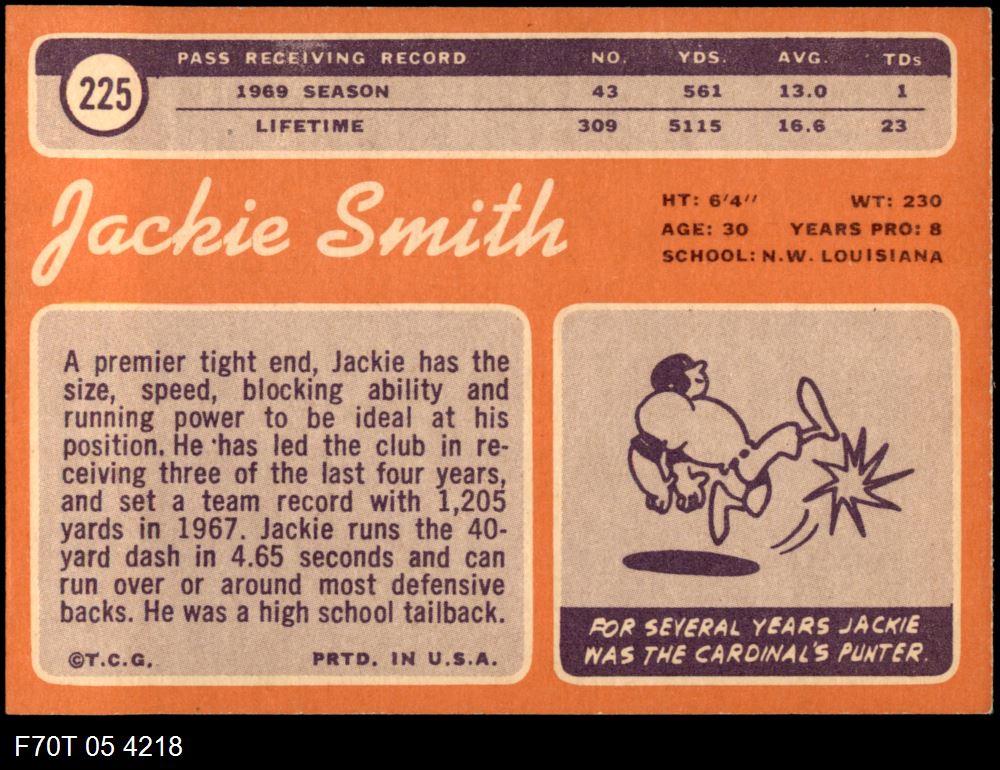 225
PASS RECEIVING RECORD NO. YDS. AVG. TDs
1969 SEASON 43 561 13.0 1
LIFETIME 309 5115 16.6 23
Jackie Smith
HT: 6'4" WT: 230
AGE: 30 YEARS PRO: 8
SCHOOL: N.W. LOUISIANA
A premier tight end, Jackie has the
size, speed, blocking ability and
running power to be ideal at his
position. He has led the club in re-
ceiving three of the last four years,
and set a team record with 1,205
yards in 1967. Jackie runs the 40-
yard dash in 4.65 seconds and can
run over or around most defensive
backs. He was a high school tailback.
©T.C.G. PRTD. IN U.S.A.
FOR SEVERAL YEARS JACKIE
WAS THE CARDINAL'S PUNTER.
F70T 05 4218